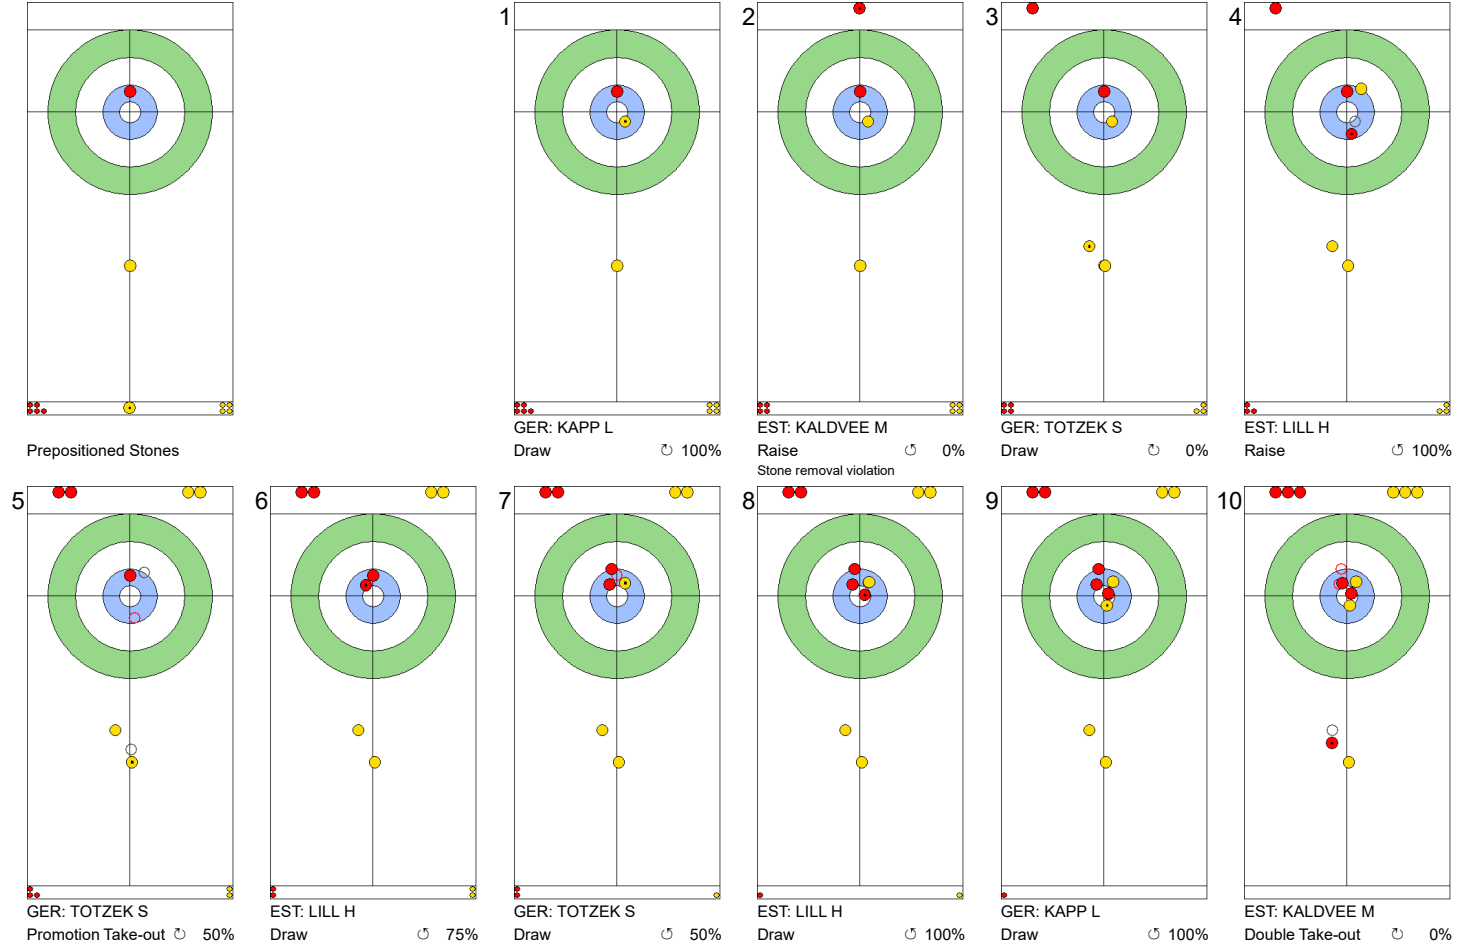 1
2
3
4
Prepositioned Stones
GER: KAPP L
Draw ↻ 100%
EST: KALDVEE M
Raise ↺ 0%
Stone removal violation
GER: TOTZEK S
Draw ↻ 0%
EST: LILL H
Raise ↺ 100%
5
6
7
8
9
10
GER: TOTZEK S
Promotion Take-out ↻ 50%
EST: LILL H
Draw ↺ 75%
GER: TOTZEK S
Draw ↺ 50%
EST: LILL H
Draw ↺ 100%
GER: KAPP L
Draw ↺ 100%
EST: KALDVEE M
Double Take-out ↻ 0%